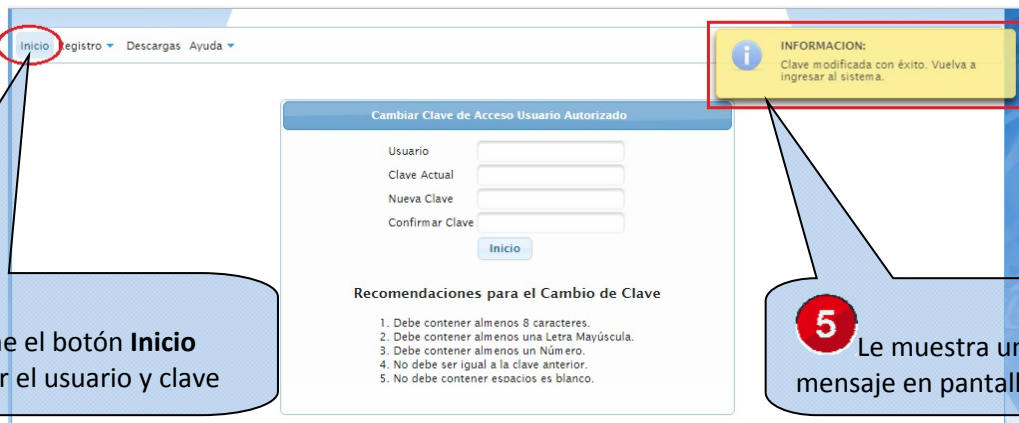 Inicio Registro Descargas Ayuda
INFORMACION:
Clave modificada con éxito. Vuelva a
ingresar al sistema.
Cambiar Clave de Acceso Usuario Autorizado
Usuario
Clave Actual
Nueva Clave
Confirmar Clave
Inicio
Recomendaciones para el Cambio de Clave
1. Debe contener almenos 8 caracteres.
2. Debe contener almenos una Letra Mayúscula.
3. Debe contener almenos un Número.
4. No debe ser igual a la clave anterior.
5. No debe contener espacios es blanco.
el botón Inicio
el usuario y clave
5
Le muestra un
mensaje en